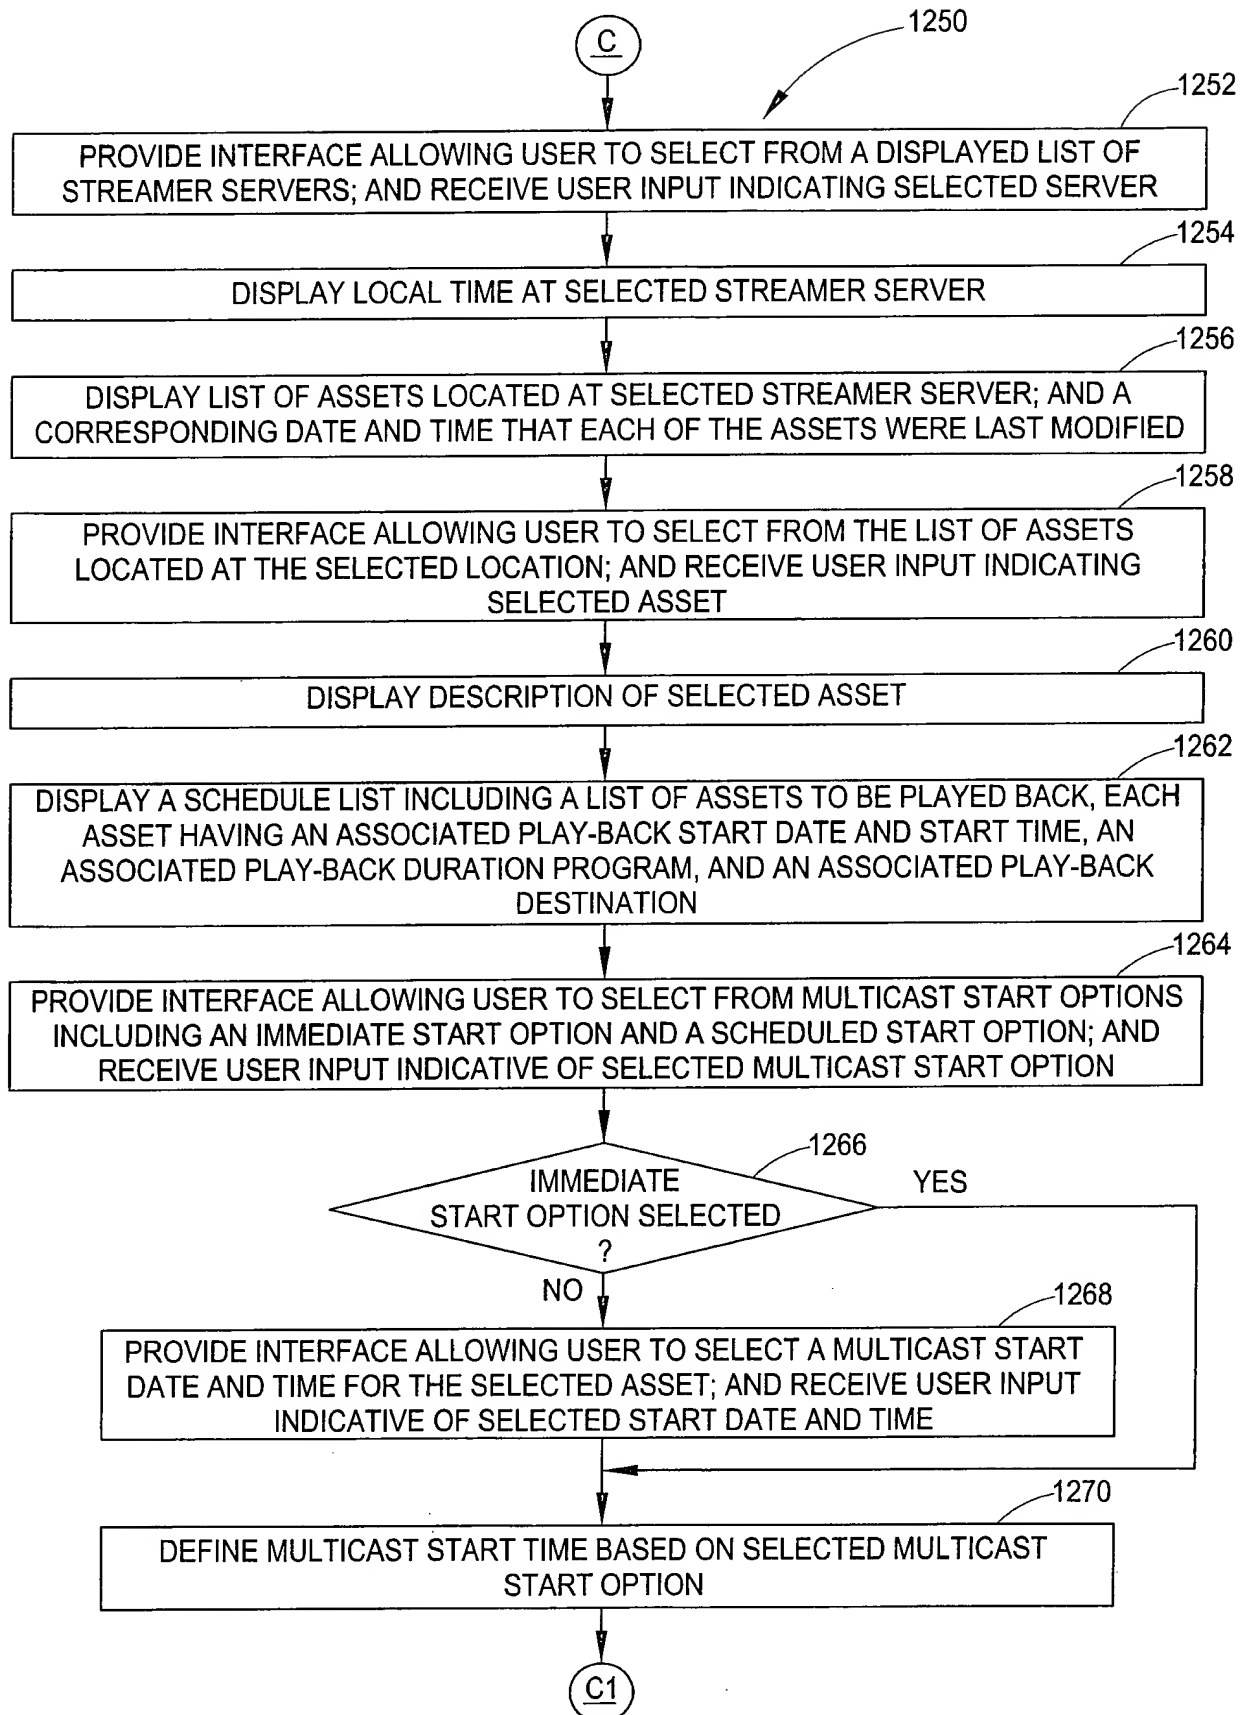 C
1250
1252
PROVIDE INTERFACE ALLOWING USER TO SELECT FROM A DISPLAYED LIST OF
STREAMER SERVERS; AND RECEIVE USER INPUT INDICATING SELECTED SERVER
1254
DISPLAY LOCAL TIME AT SELECTED STREAMER SERVER
1256
DISPLAY LIST OF ASSETS LOCATED AT SELECTED STREAMER SERVER; AND A
CORRESPONDING DATE AND TIME THAT EACH OF THE ASSETS WERE LAST MODIFIED
1258
PROVIDE INTERFACE ALLOWING USER TO SELECT FROM THE LIST OF ASSETS
LOCATED AT THE SELECTED LOCATION; AND RECEIVE USER INPUT INDICATING
SELECTED ASSET
1260
DISPLAY DESCRIPTION OF SELECTED ASSET
1262
DISPLAY A SCHEDULE LIST INCLUDING A LIST OF ASSETS TO BE PLAYED BACK, EACH
ASSET HAVING AN ASSOCIATED PLAY-BACK START DATE AND START TIME, AN
ASSOCIATED PLAY-BACK DURATION PROGRAM, AND AN ASSOCIATED PLAY-BACK
DESTINATION
1264
PROVIDE INTERFACE ALLOWING USER TO SELECT FROM MULTICAST START OPTIONS
INCLUDING AN IMMEDIATE START OPTION AND A SCHEDULED START OPTION; AND
RECEIVE USER INPUT INDICATIVE OF SELECTED MULTICAST START OPTION
1266
IMMEDIATE
START OPTION SELECTED
?
YES
NO
1268
PROVIDE INTERFACE ALLOWING USER TO SELECT A MULTICAST START
DATE AND TIME FOR THE SELECTED ASSET; AND RECEIVE USER INPUT
INDICATIVE OF SELECTED START DATE AND TIME
1270
DEFINE MULTICAST START TIME BASED ON SELECTED MULTICAST
START OPTION
C1